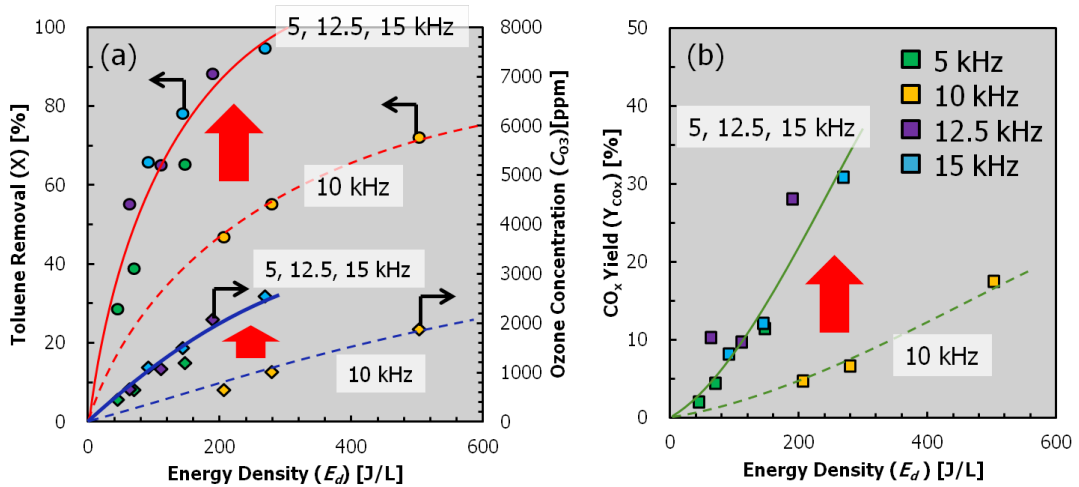 (a)
5, 12.5, 15 kHz
10 kHz
5, 12.5, 15 kHz
10 kHz
Toluene Removal (X) [%]
100
80
60
40
20
0
Ozone Concentration (C03)[ppm]
8000
7000
6000
5000
4000
3000
2000
1000
0
0
200
400
600
Energy Density (Ed) [J/L]
(b)
5 kHz
10 kHz
12.5 kHz
15 kHz
5, 12.5, 15 kHz
10 kHz
COx Yield (Ycox) [%]
50
40
30
20
10
0
0
200
400
600
Energy Density (Ed ) [J/L]